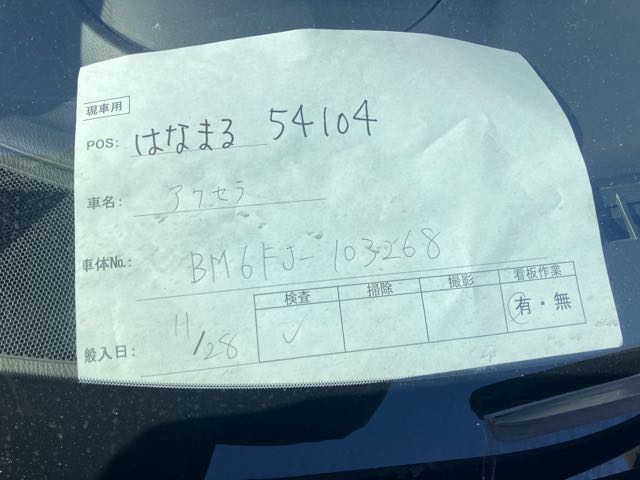 現車用
POS: はなまる 54104
車名: アクセラ
車体No.: BM6FJ-103268
般入日: 11/28
検査 掃除 撮影 看板作業
✓ 有・無